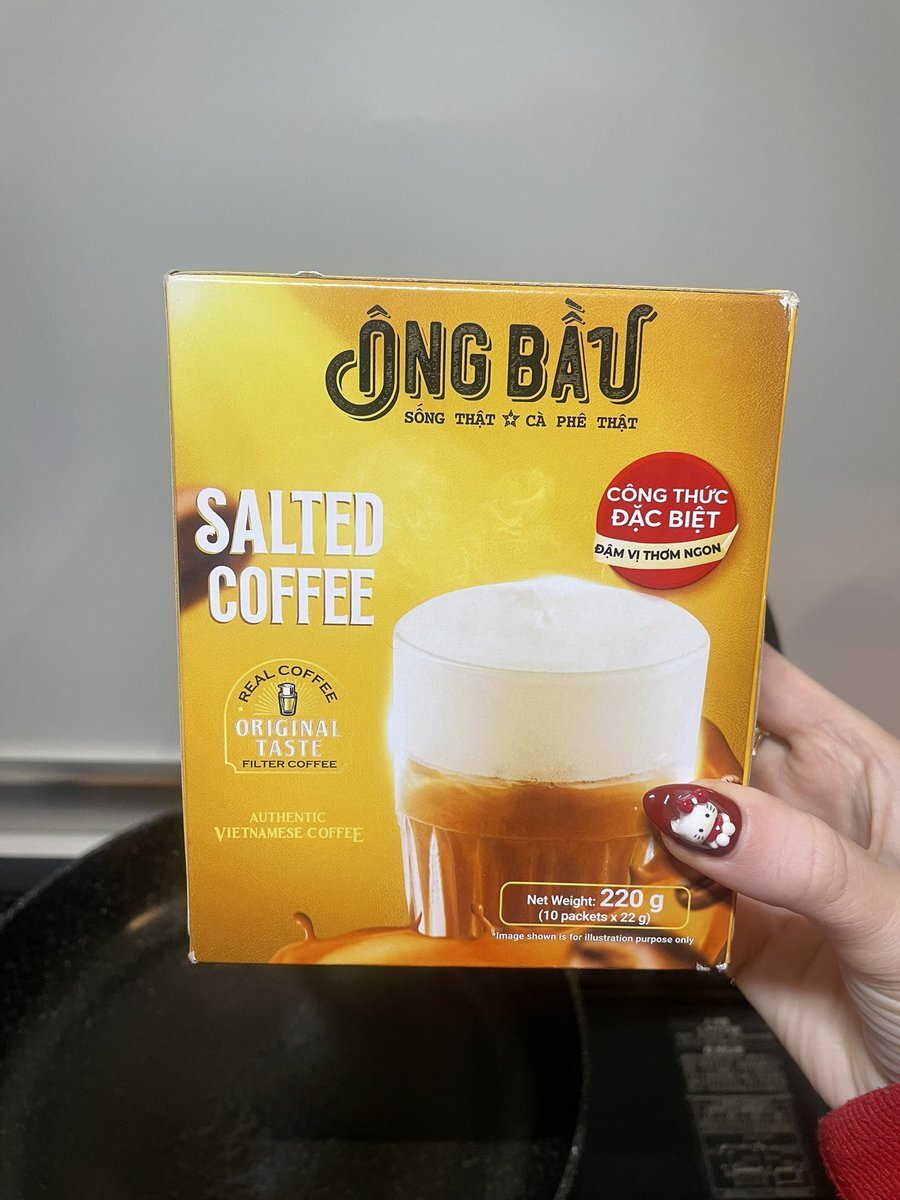 ÔNG BẦU
SỐNG THẬT ☆ CÀ PHÊ THẬT
SALTED
COFFEE
CÔNG THỨC
ĐẶC BIỆT
ĐẬM VỊ THƠM NGON
REAL COFFEE
ORIGINAL
TASTE
FILTER COFFEE
AUTHENTIC
VIETNAMESE COFFEE
Net Weight: 220 g
(10 packets x 22 g)
*Image shown is for illustration purpose only